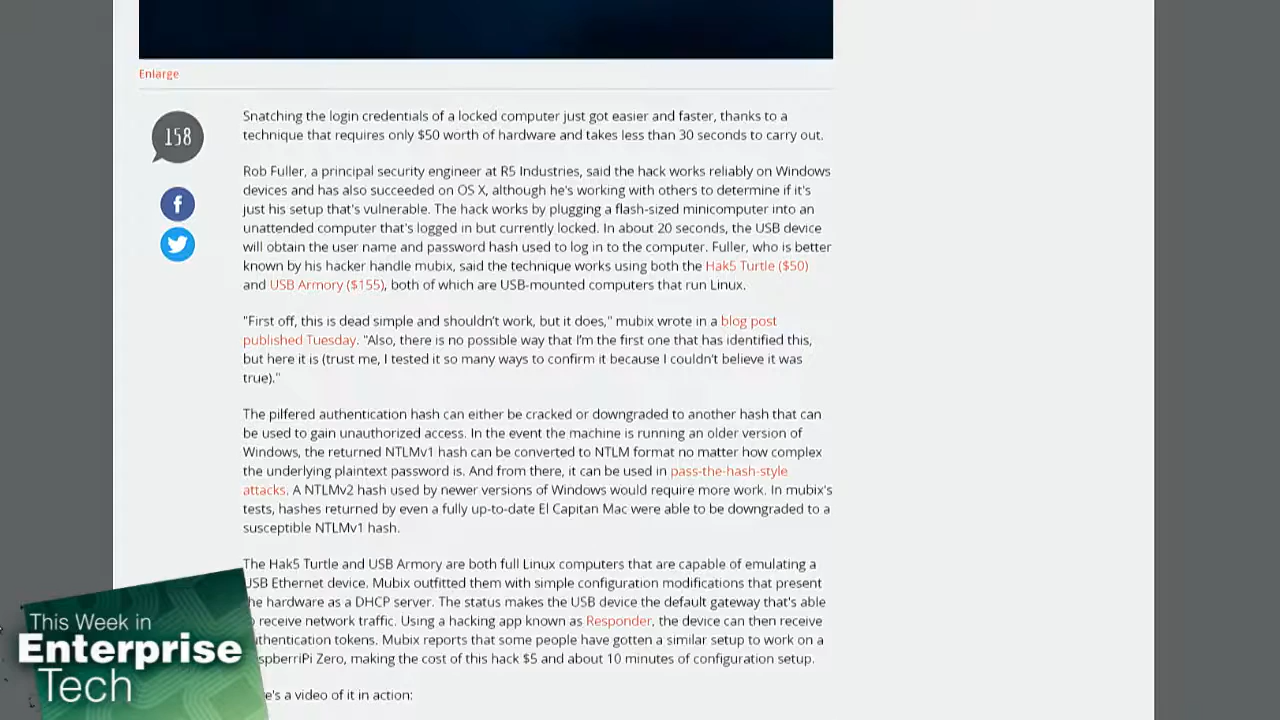 Enlarge
158
Snatching the login credentials of a locked computer just got easier and faster, thanks to a
technique that requires only $50 worth of hardware and takes less than 30 seconds to carry out.
Rob Fuller, a principal security engineer at R5 Industries, said the hack works reliably on Windows
devices and has also succeeded on OS X, although he's working with others to determine if it's
just his setup that's vulnerable. The hack works by plugging a flash-sized minicomputer into an
unattended computer that's logged in but currently locked. In about 20 seconds, the USB device
will obtain the user name and password hash used to log in to the computer. Fuller, who is better
known by his hacker handle mubix, said the technique works using both the Hak5 Turtle ($50)
and USB Armory ($155), both of which are USB-mounted computers that run Linux.
"First off, this is dead simple and shouldn't work, but it does," mubix wrote in a blog post
published Tuesday. "Also, there is no possible way that I'm the first one that has identified this,
but here it is (trust me, I tested it so many ways to confirm it because I couldn't believe it was
true)."
The pilfered authentication hash can either be cracked or downgraded to another hash that can
be used to gain unauthorized access. In the event the machine is running an older version of
Windows, the returned NTLMv1 hash can be converted to NTLM format no matter how complex
the underlying plaintext password is. And from there, it can be used in pass-the-hash-style
attacks. A NTLMv2 hash used by newer versions of Windows would require more work. In mubix's
tests, hashes returned by even a fully up-to-date El Capitan Mac were able to be downgraded to a
susceptible NTLMv1 hash.
The Hak5 Turtle and USB Armory are both full Linux computers that are capable of emulating a
USB Ethernet device. Mubix outfitted them with simple configuration modifications that present
he hardware as a DHCP server. The status makes the USB device the default gateway that's able
receive network traffic. Using a hacking app known as Responder, the device can then receive
uthentication tokens. Mubix reports that some people have gotten a similar setup to work on a
spberriPi Zero, making the cost of this hack $5 and about 10 minutes of configuration setup.
e's a video of it in action:
This Week in
Enterprise
Tech